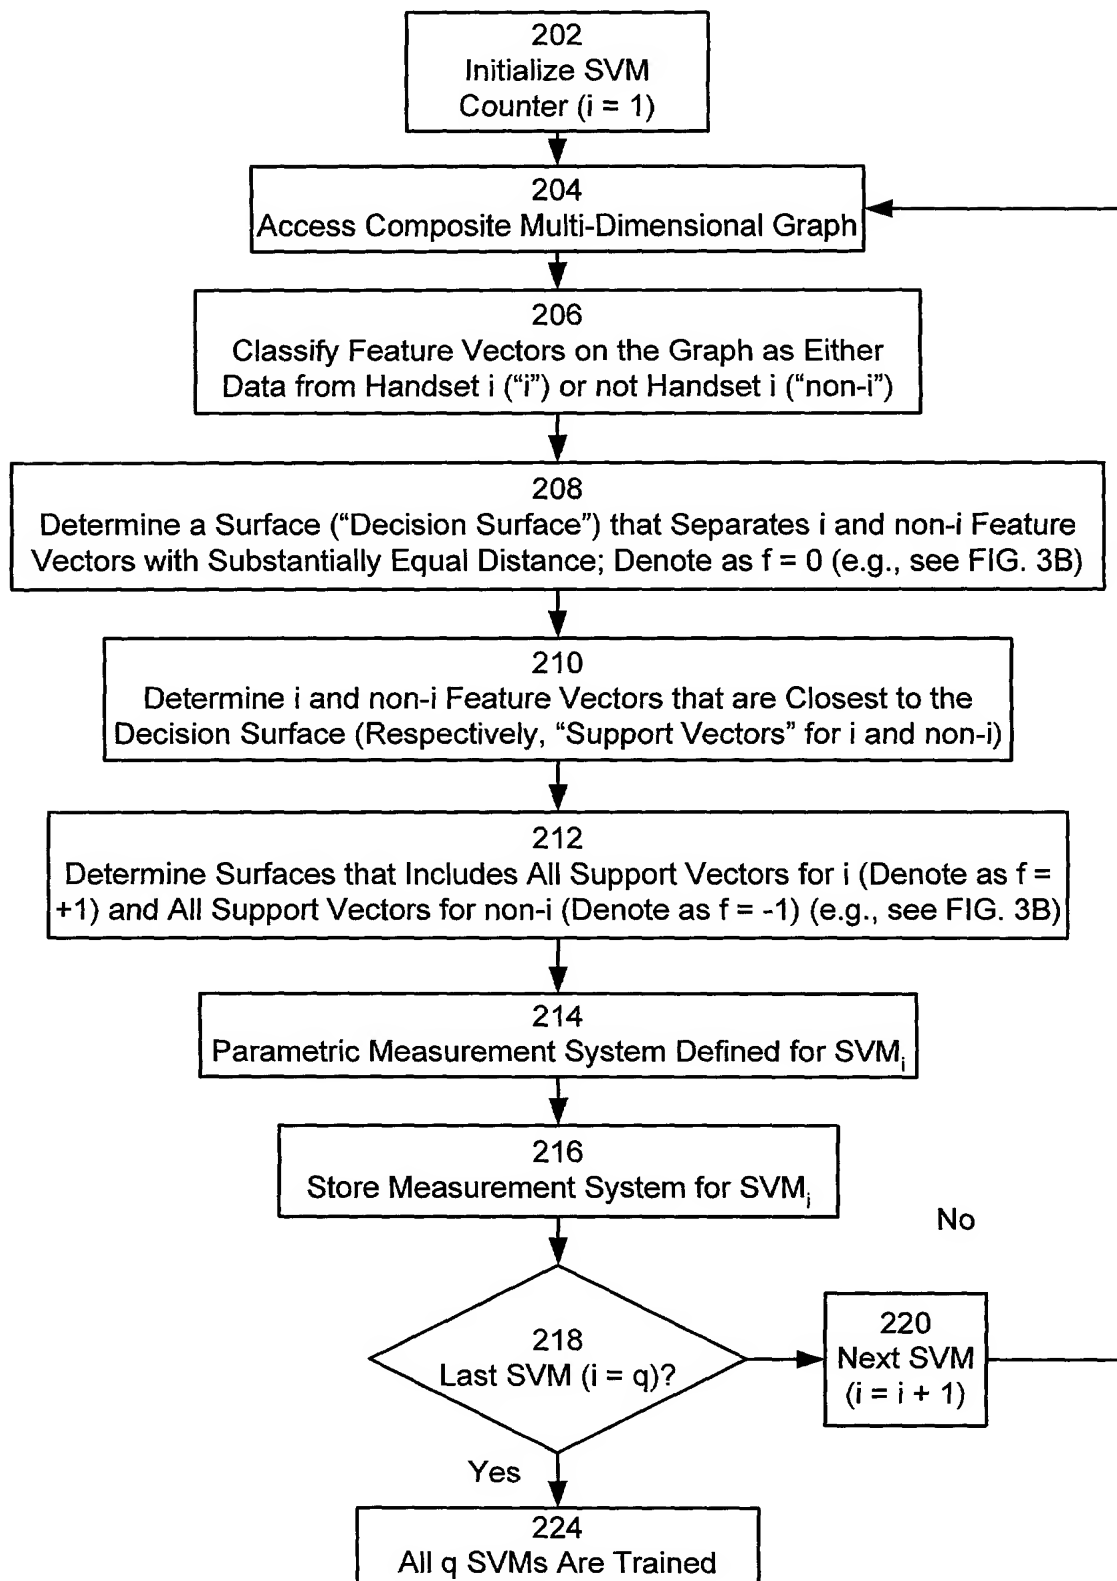 202
Initialize SVM
Counter (i = 1)
204
Access Composite Multi-Dimensional Graph
206
Classify Feature Vectors on the Graph as Either
Data from Handset i (“i”) or not Handset i (“non-i”)
208
Determine a Surface (“Decision Surface”) that Separates i and non-i Feature
Vectors with Substantially Equal Distance; Denote as f = 0 (e.g., see FIG. 3B)
210
Determine i and non-i Feature Vectors that are Closest to the
Decision Surface (Respectively, “Support Vectors” for i and non-i)
212
Determine Surfaces that Includes All Support Vectors for i (Denote as f =
+1) and All Support Vectors for non-i (Denote as f = -1) (e.g., see FIG. 3B)
214
Parametric Measurement System Defined for SVMi
216
Store Measurement System for SVMi
No
218
Last SVM (i = q)?
220
Next SVM
(i = i + 1)
Yes
224
All q SVMs Are Trained